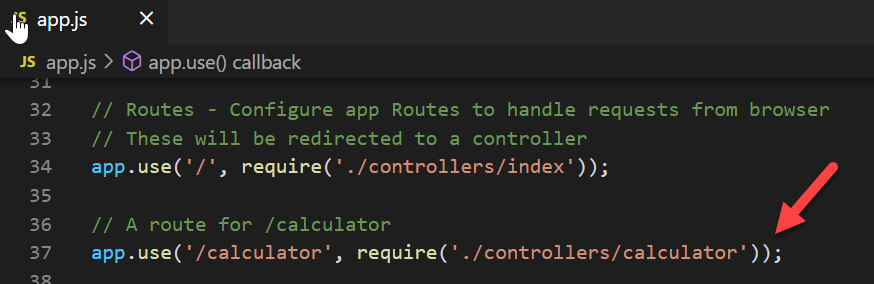 JS app.js ×
JS app.js > app.use() callback
31
32 // Routes - Configure app Routes to handle requests from browser
33 // These will be redirected to a controller
34 app.use('/', require('./controllers/index'));
35
36 // A route for /calculator
37 app.use('/calculator', require('./controllers/calculator'));
38